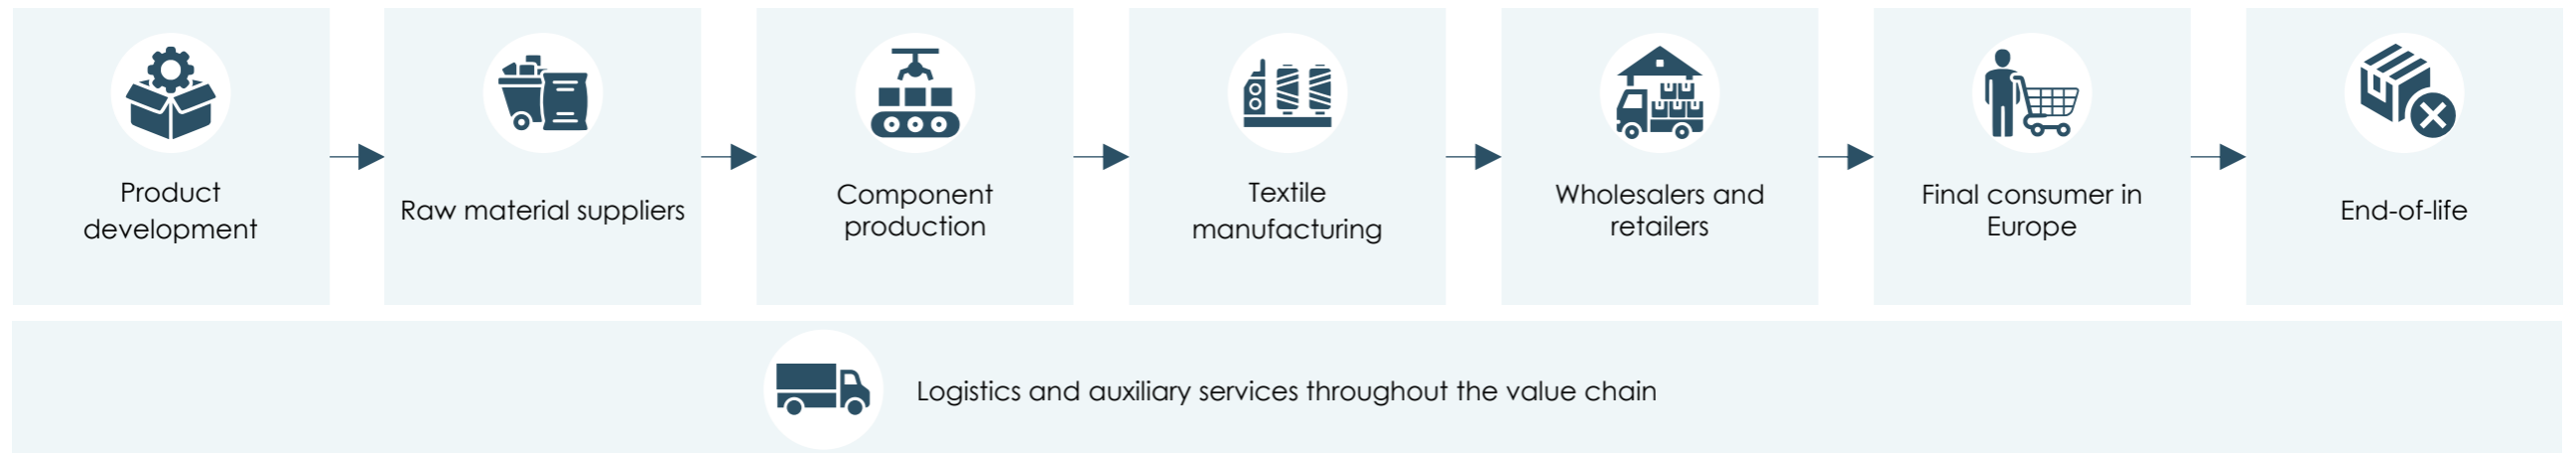 Product
development
Raw material suppliers
Component
production
Textile
manufacturing
Wholesalers and
retailers
Final consumer in
Europe
End-of-life
Logistics and auxiliary services throughout the value chain